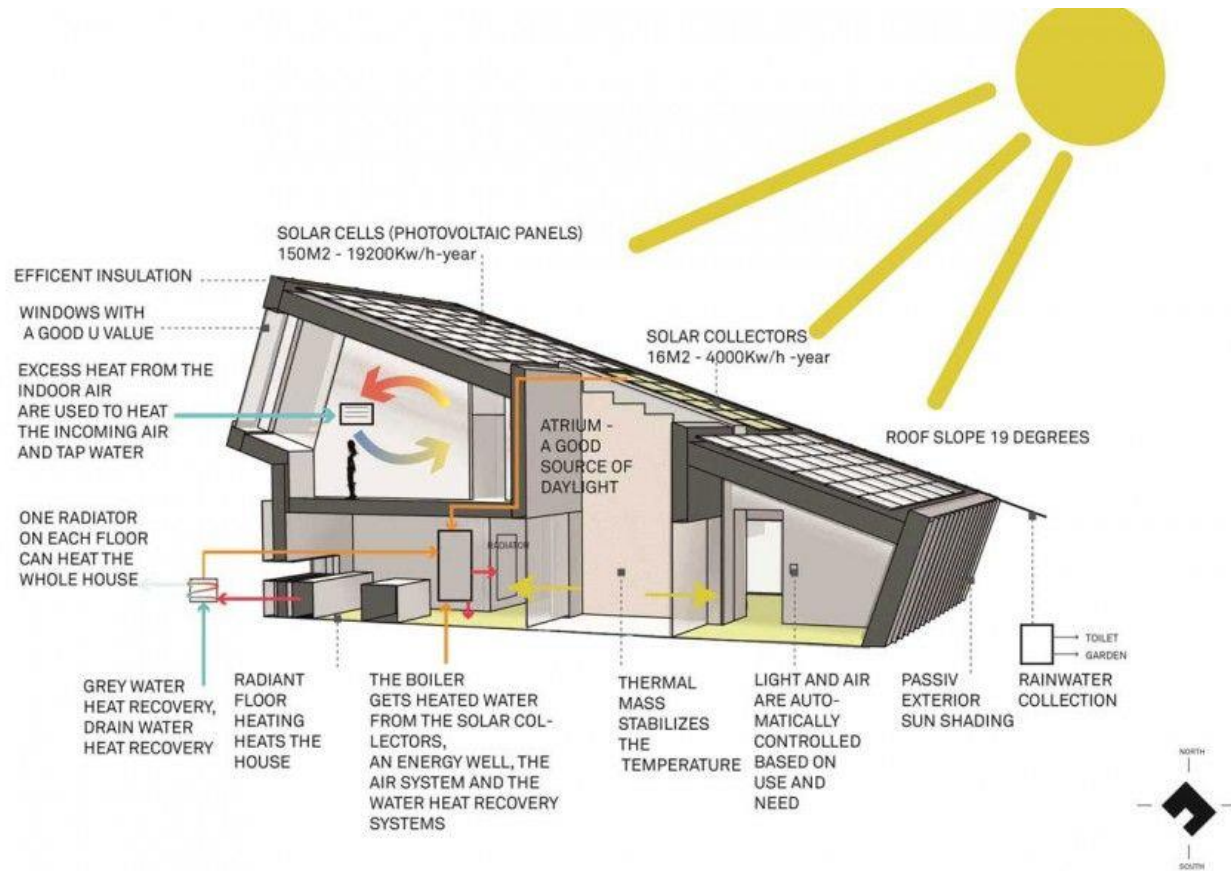 SOLAR CELLS (PHOTOVOLTAIC PANELS)
150M2 - 19200Kw/h-year
EFFICENT INSULATION
WINDOWS WITH
A GOOD U VALUE
EXCESS HEAT FROM THE
INDOOR AIR
ARE USED TO HEAT
THE INCOMING AIR
AND TAP WATER
SOLAR COLLECTORS
16M2 - 4000Kw/h -year
ATRIUM -
A GOOD
SOURCE OF
DAYLIGHT
ROOF SLOPE 19 DEGREES
ONE RADIATOR
ON EACH FLOOR
CAN HEAT THE
WHOLE HOUSE
RADIATOR
TOILET
GARDEN
GREY WATER
HEAT RECOVERY,
DRAIN WATER
HEAT RECOVERY
RADIANT
FLOOR
HEATING
HEATS THE
HOUSE
THE BOILER
GETS HEATED WATER
FROM THE SOLAR COL-
LECTORS,
AN ENERGY WELL, THE
AIR SYSTEM AND THE
WATER HEAT RECOVERY
SYSTEMS
THERMAL
MASS
STABILIZES
THE
TEMPERATURE
LIGHT AND AIR
ARE AUTO-
MATICALLY
CONTROLLED
BASED ON
USE AND
NEED
PASSIV
EXTERIOR
SUN SHADING
RAINWATER
COLLECTION
NORTH
SOUTH